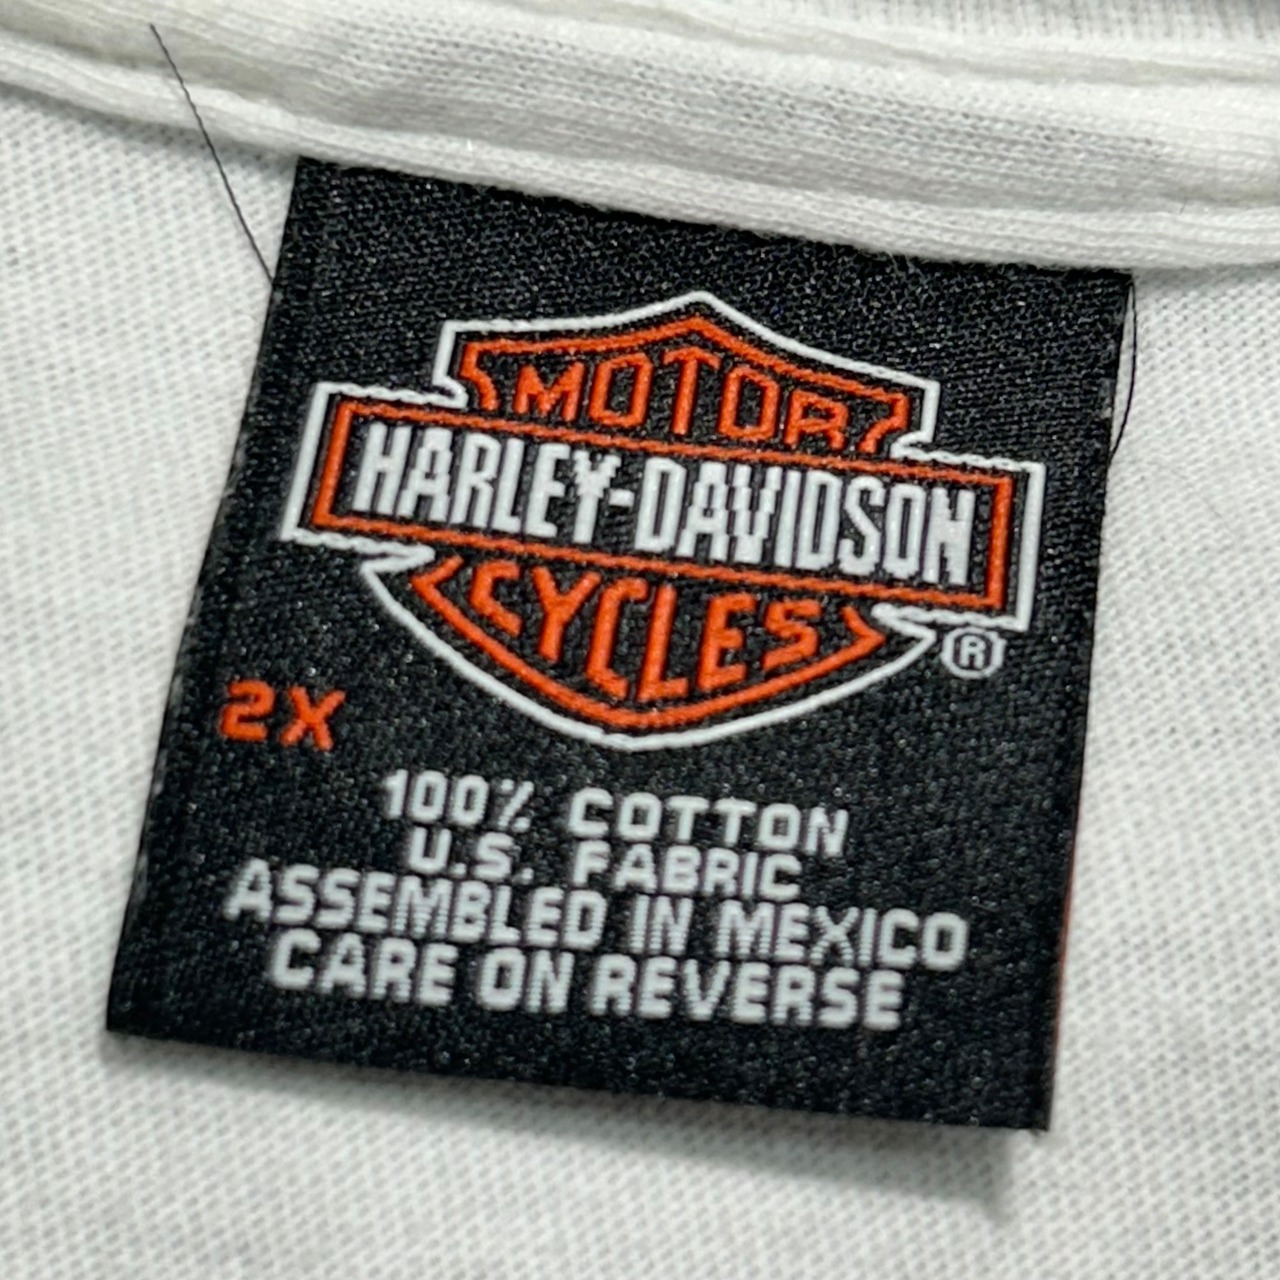 MOTOR
HARLEY-DAVIDSON
CYCLES
®
2X
100% COTTON
U.S. FABRIC
ASSEMBLED IN MEXICO
CARE ON REVERSE